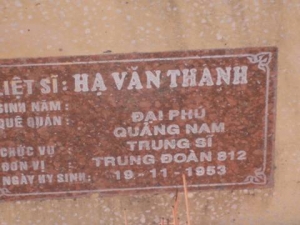 LIỆT SĨ: HẠ VĂN THANH
SINH NĂM:
QUÊ QUÁN: ĐẠI PHÚ
QUẢNG NAM
CHỨC VỤ: TRUNG SĨ
ĐƠN VỊ: TRUNG ĐOÀN 812
NGÀY HY SINH: 19-11-1953